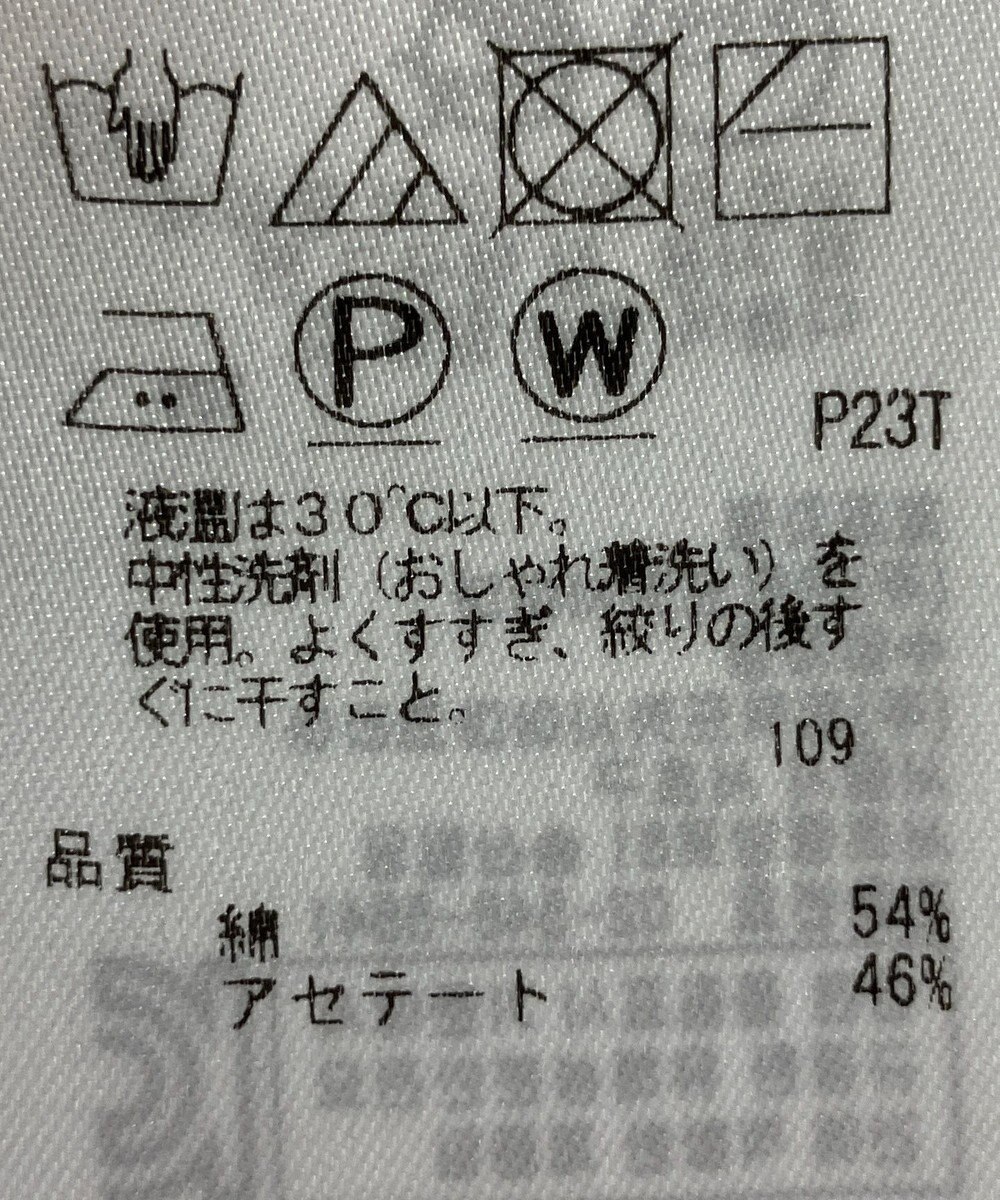 P W
P23T
液温は30℃以下。
中性洗剤（おしゃれ着洗い）を
使用。よくすすぎ、絞りの後す
ぐに干すこと。
109
品質
綿 54%
アセテート 46%